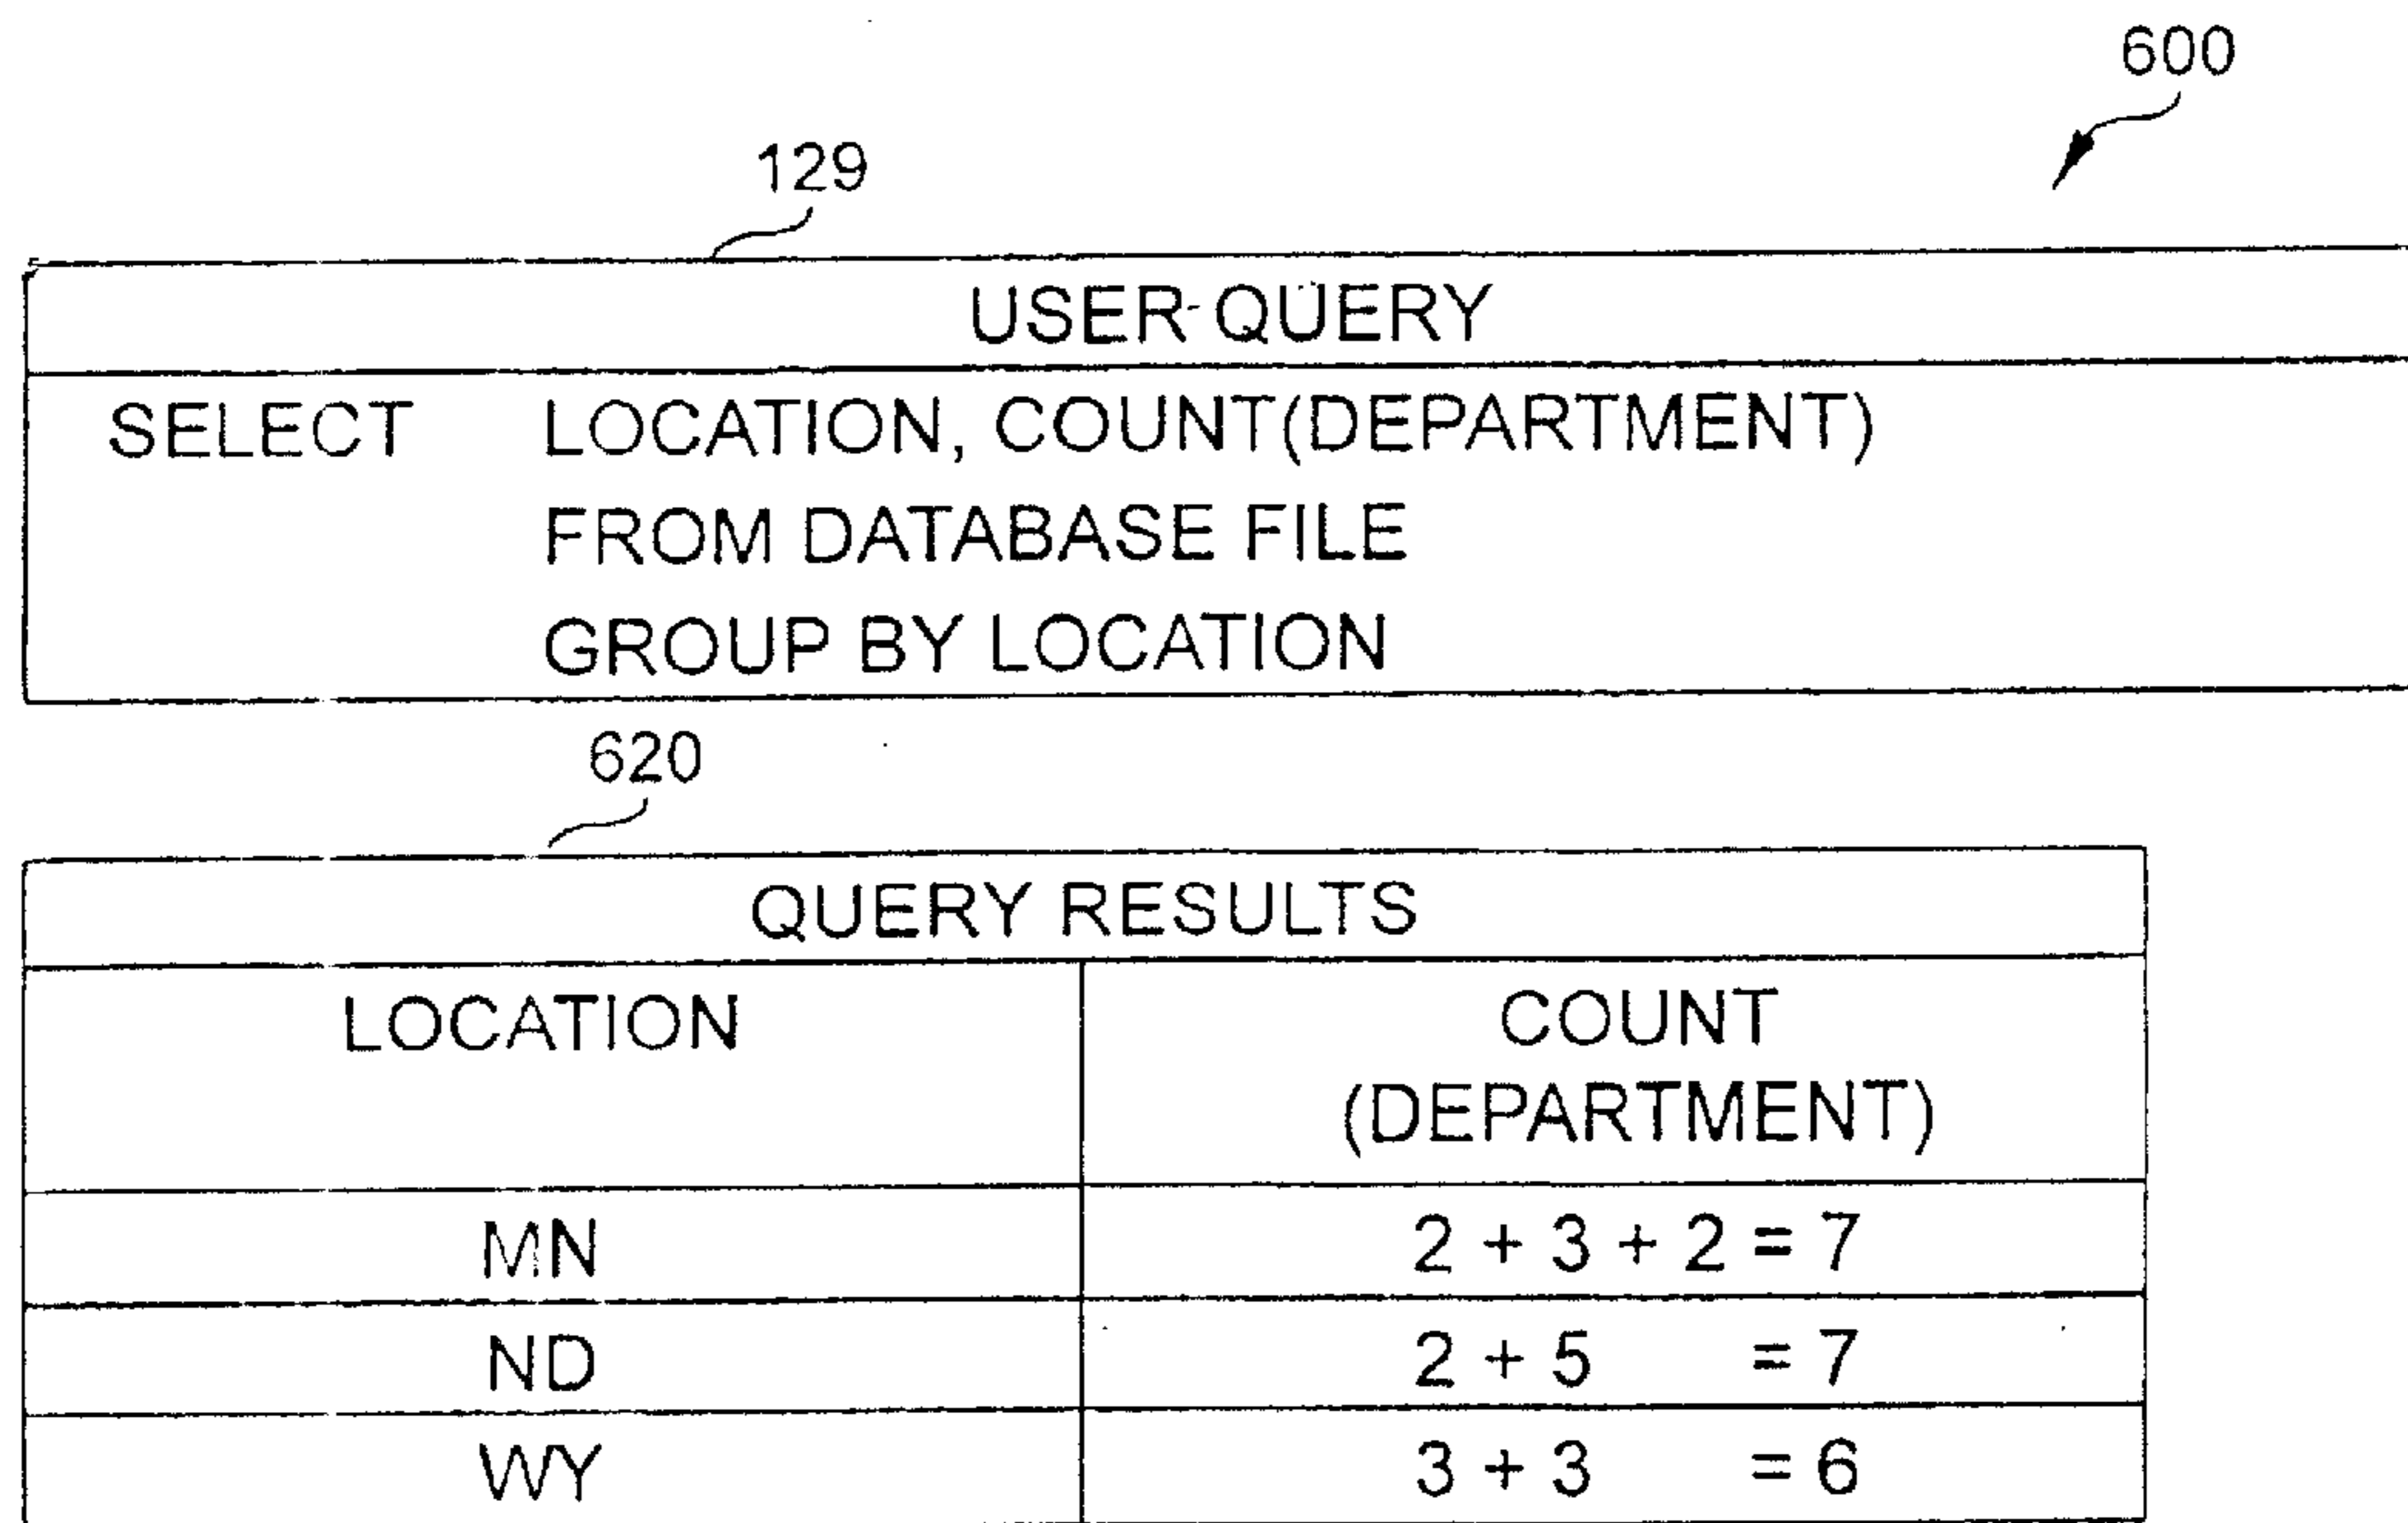 600
129
USER QUERY
SELECT LOCATION, COUNT(DEPARTMENT)
FROM DATABASE FILE
GROUP BY LOCATION
620
QUERY RESULTS
LOCATION COUNT
(DEPARTMENT)
MN 2 + 3 + 2 = 7
ND 2 + 5 = 7
WY 3 + 3 = 6